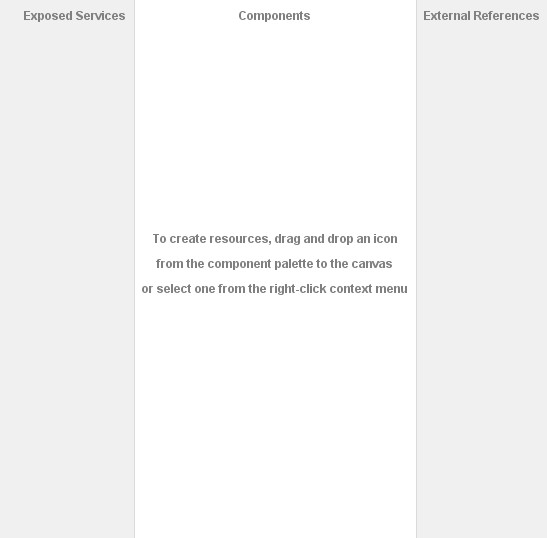 Exposed Services
Components
External References
To create resources, drag and drop an icon
from the component palette to the canvas
or select one from the right-click context menu